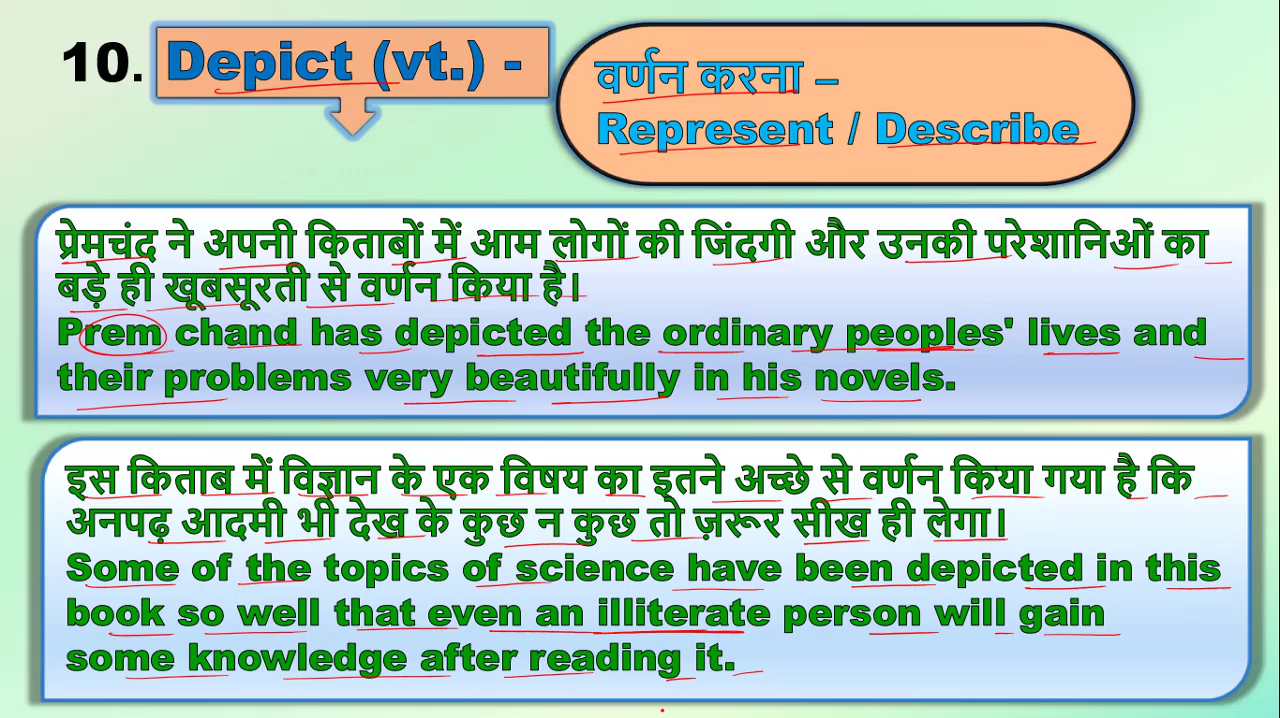 10. Depict (vt.) -
वर्णन करना –
Represent / Describe
प्रेमचंद ने अपनी किताबों में आम लोगों की जिंदगी और उनकी परेशानिओं का
बड़े ही खूबसूरती से वर्णन किया है।
Prem chand has depicted the ordinary peoples' lives and
their problems very beautifully in his novels.
इस किताब में विज्ञान के एक विषय का इतने अच्छे से वर्णन किया गया है कि
अनपढ़ आदमी भी देख के कुछ न कुछ तो ज़रूर सीख ही लेगा।
Some of the topics of science have been depicted in this
book so well that even an illiterate person will gain
some knowledge after reading it.